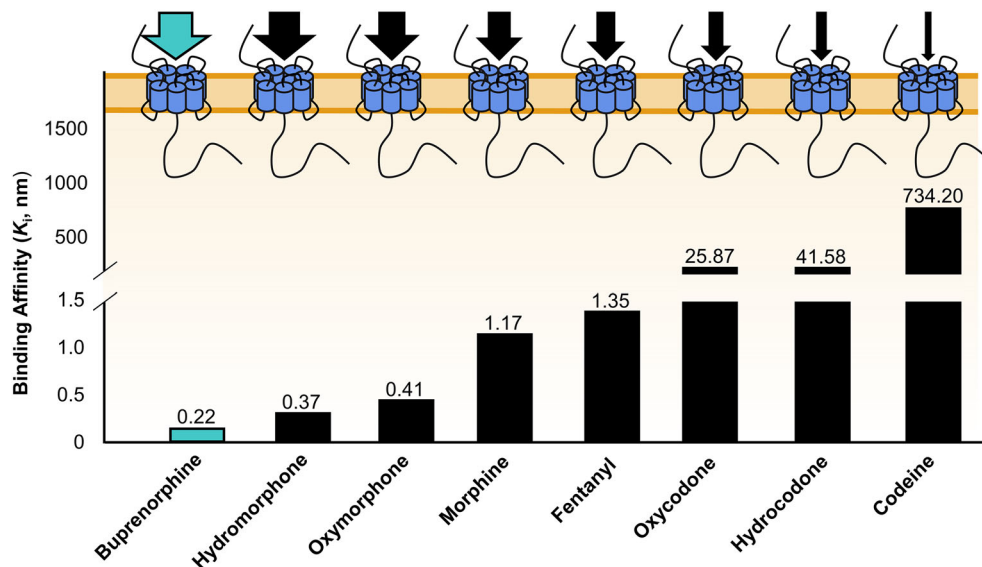 Binding Affinity (Ki, nm)
1500
1000
500
1.5
1.0
0.5
0
0.22
0.37
0.41
1.17
1.35
25.87
41.58
734.20
Buprenorphine
Hydromorphone
Oxymorphone
Morphine
Fentanyl
Oxycodone
Hydrocodone
Codeine